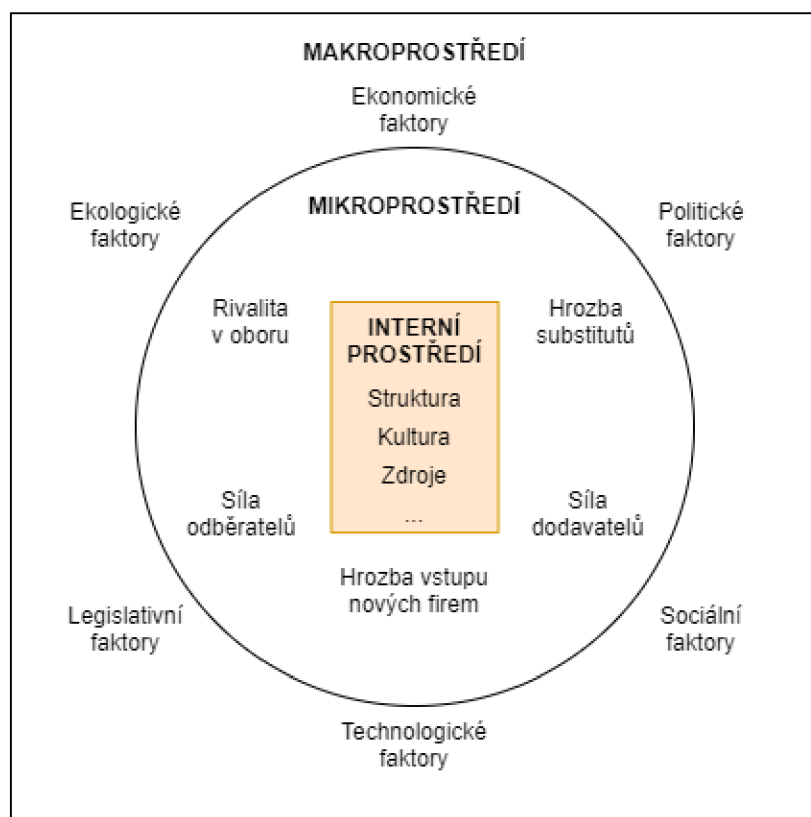 MAKROPROSTŘEDÍ
Ekonomické
faktory
Ekologické
faktory
Politické
faktory
MIKROPROSTŘEDÍ
Rivalita
v oboru
Hrozba
substitutů
INTERNÍ
PROSTŘEDÍ
Struktura
Kultura
Zdroje
...
Síla
odběratelů
Síla
dodavatelů
Hrozba vstupu
nových firem
Legislativní
faktory
Sociální
faktory
Technologické
faktory